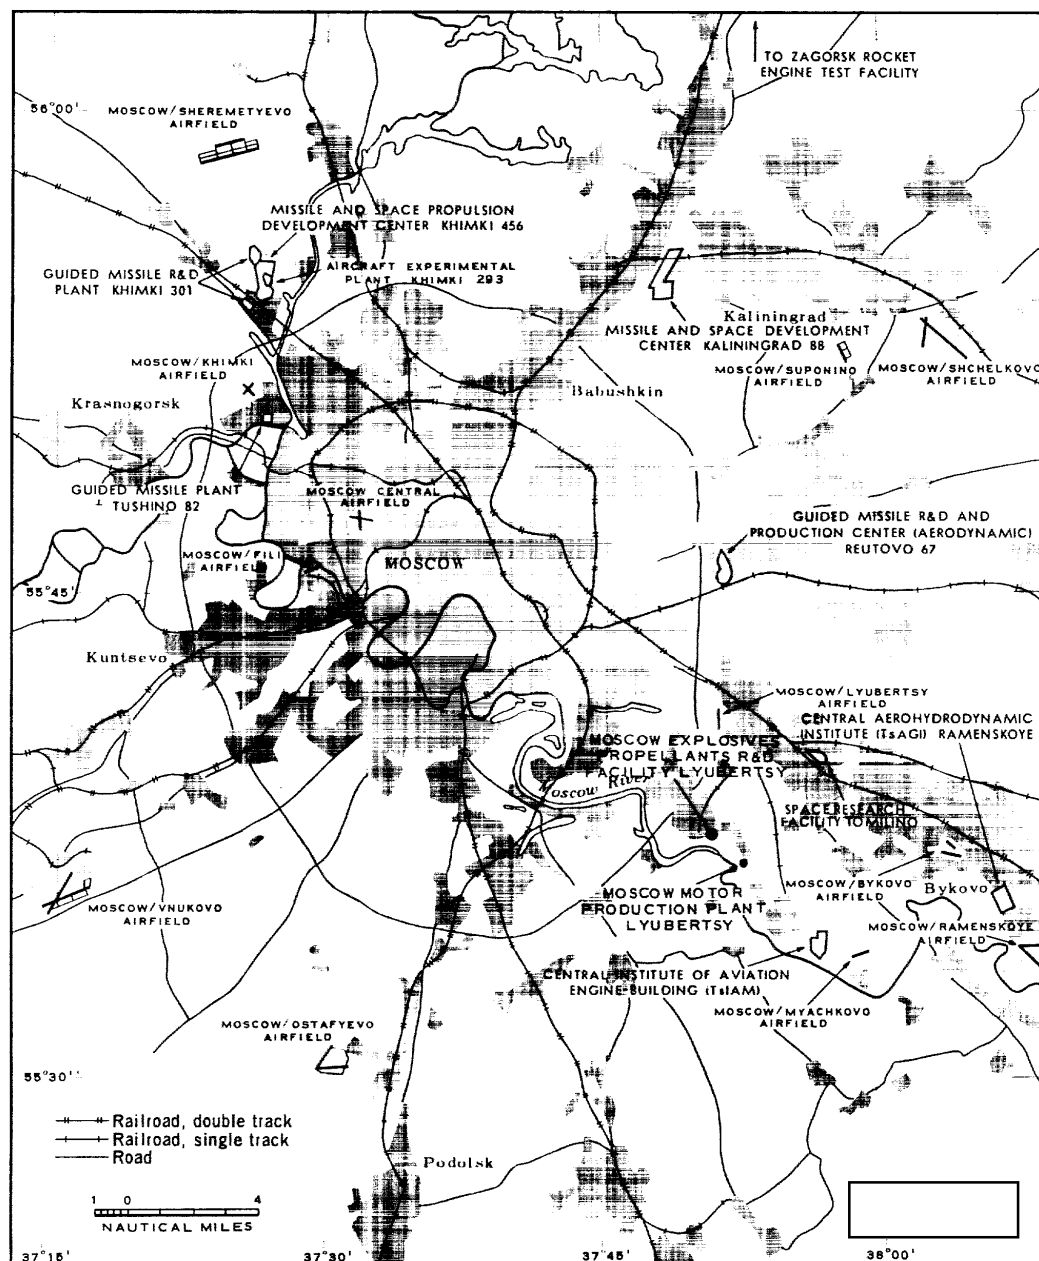 TO ZAGORSK ROCKET
ENGINE TEST FACILITY
56°00'
MOSCOW/SHEREMETYEVO
AIRFIELD
MISSILE AND SPACE PROPULSION
DEVELOPMENT CENTER KHIMKI 456
GUIDED MISSILE R&D
PLANT KHIMKI 301
AIRCRAFT EXPERIMENTAL
PLANT KHIMKI 293
Kaliningrad
MISSILE AND SPACE DEVELOPMENT
CENTER KALININGRAD 88
MOSCOW/KHIMKI
AIRFIELD
MOSCOW/SUPONINO
AIRFIELD
MOSCOW/SHCHELKOVO
AIRFIELD
Krasnogorsk
Babushkin
GUIDED MISSILE PLANT
TUSHINO 82
MOSCOW CENTRAL
AIRFIELD
GUIDED MISSILE R&D AND
PRODUCTION CENTER (AERODYNAMIC)
REUTOVO 67
MOSCOW/FILI
AIRFIELD
MOSCOW
55°45'
Kuntsevo
MOSCOW/LYUBERTSY
AIRFIELD
CENTRAL AEROHYDRODYNAMIC
INSTITUTE (TsAGI) RAMENSKOYE
MOSCOW EXPLOSIVES
PROPELLANTS R&D
FACILITY LYUBERTSY
Moscow River
SPACE RESEARCH
FACILITY TOMILINO
MOSCOW/BYKOVO
AIRFIELD
Bykovo
MOSCOW/VNUKOVO
AIRFIELD
MOSCOW MOTOR
PRODUCTION PLANT
LYUBERTSY
MOSCOW/RAMENSKOYE
AIRFIELD
CENTRAL INSTITUTE OF AVIATION
ENGINE-BUILDING (TsIAM)
MOSCOW/MYACHKOVO
AIRFIELD
MOSCOW/OSTAFYEVO
AIRFIELD
55°30'
Railroad, double track
Railroad, single track
Road
Podolsk
1 0 4
NAUTICAL MILES
37°15' 37°30' 37°45' 38°00'